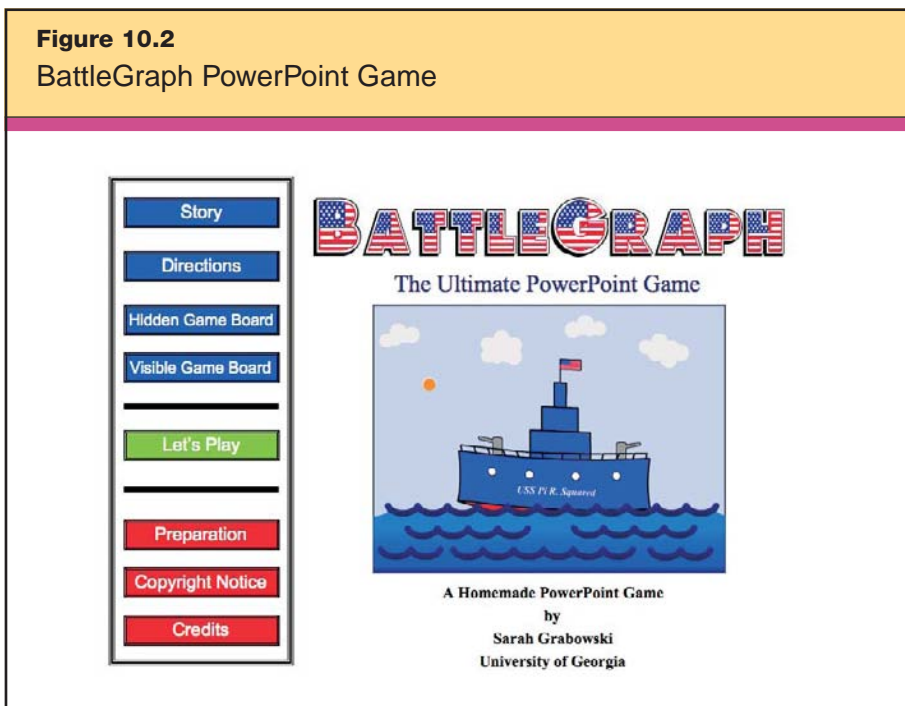 Figure 10.2
BattleGraph PowerPoint Game
Story
Directions
Hidden Game Board
Visible Game Board
Let's Play
Preparation
Copyright Notice
Credits
BATTLEGRAPH
The Ultimate PowerPoint Game
USS Pi R. Squared
A Homemade PowerPoint Game
by
Sarah Grabowski
University of Georgia